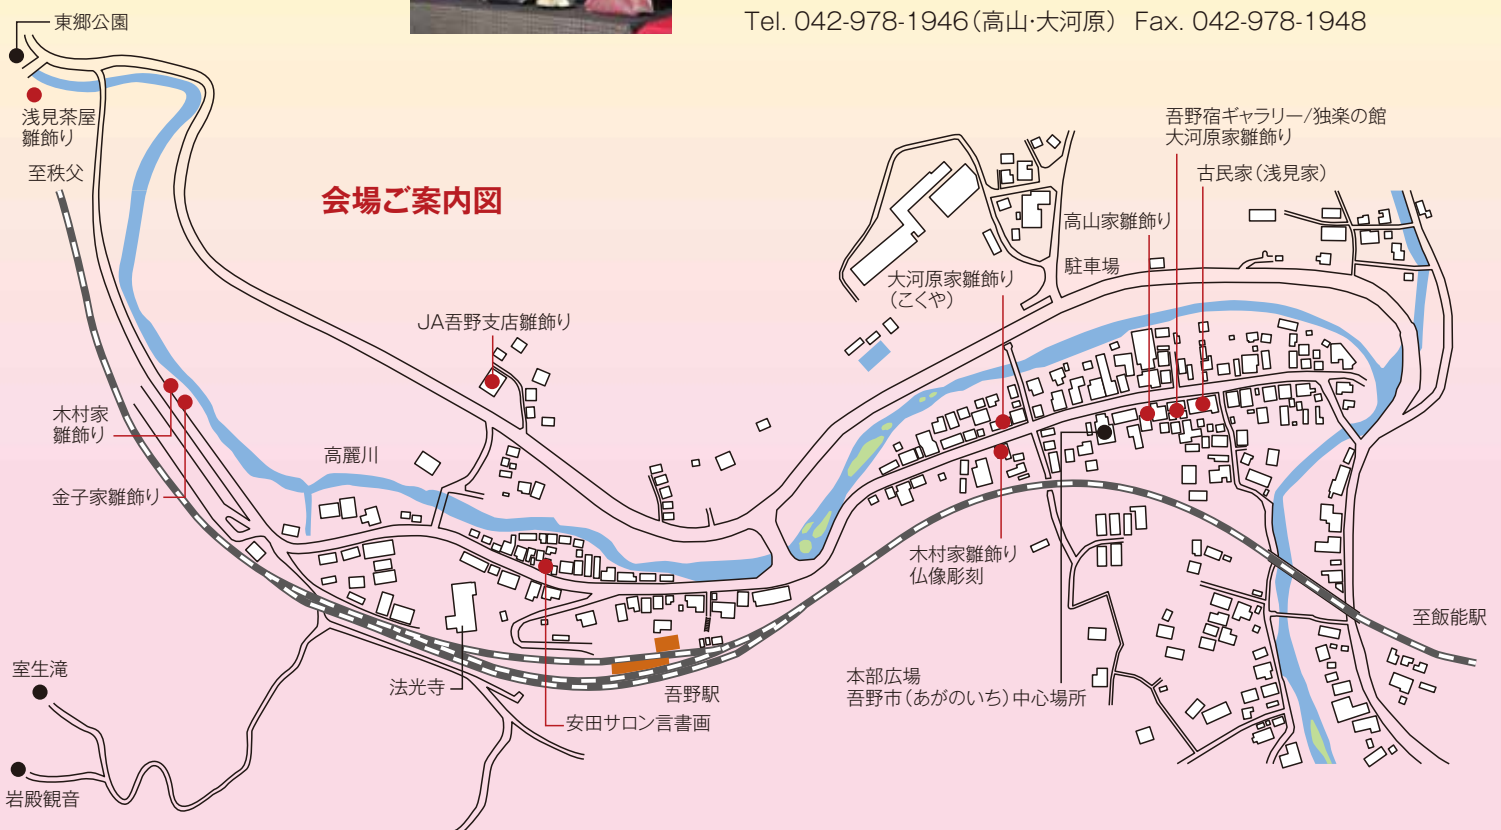 Tel. 042-978-1946(高山・大河原) Fax. 042-978-1948
東郷公園
浅見茶屋
雛飾り
至秩父
会場ご案内図
吾野宿ギャラリー/独楽の館
大河原家雛飾り
古民家(浅見家)
高山家雛飾り
駐車場
大河原家雛飾り
(こくや)
JA吾野支店雛飾り
木村家
雛飾り
高麗川
金子家雛飾り
木村家雛飾り
仏像彫刻
至飯能駅
本部広場
吾野市(あがのいち)中心場所
室生滝
法光寺
吾野駅
安田サロン言書画
岩殿観音